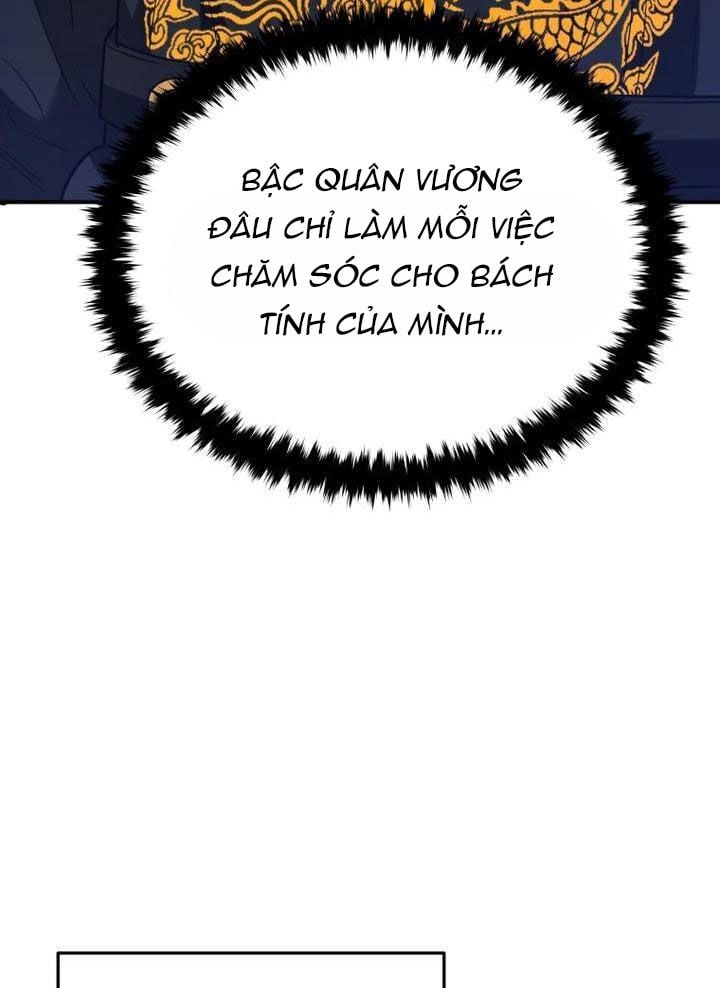 BẬC QUÂN VƯƠNG
ĐÂU CHỈ LÀM MỖI VIỆC
CHĂM SÓC CHO BÁCH
TÍNH CỦA MÌNH...